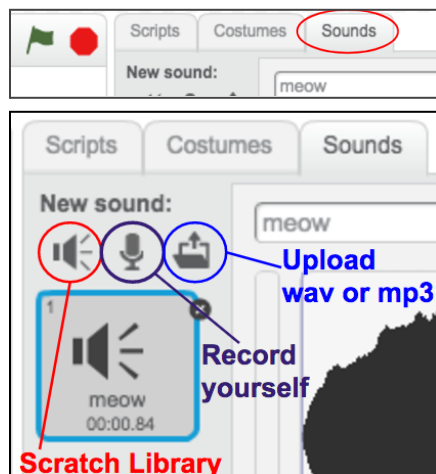 Scripts Costumes Sounds
New sound:
meow
Scripts Costumes Sounds
New sound:
meow
Upload
wav or mp3
1
Record
yourself
meow
00:00.84
Scratch Library